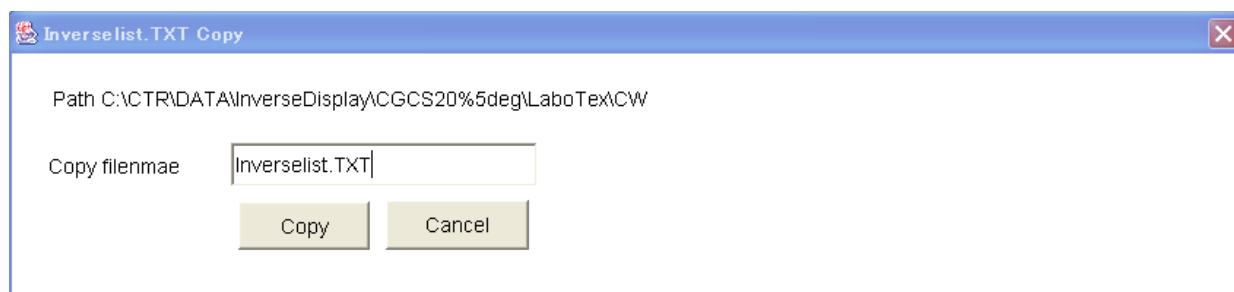 Inverselist.TXT Copy
Path C:\CTR\DATA\InverseDisplay\CGCS20%5deg\LaboTex\CW
Copy filenmae Inverselist.TXT
Copy Cancel